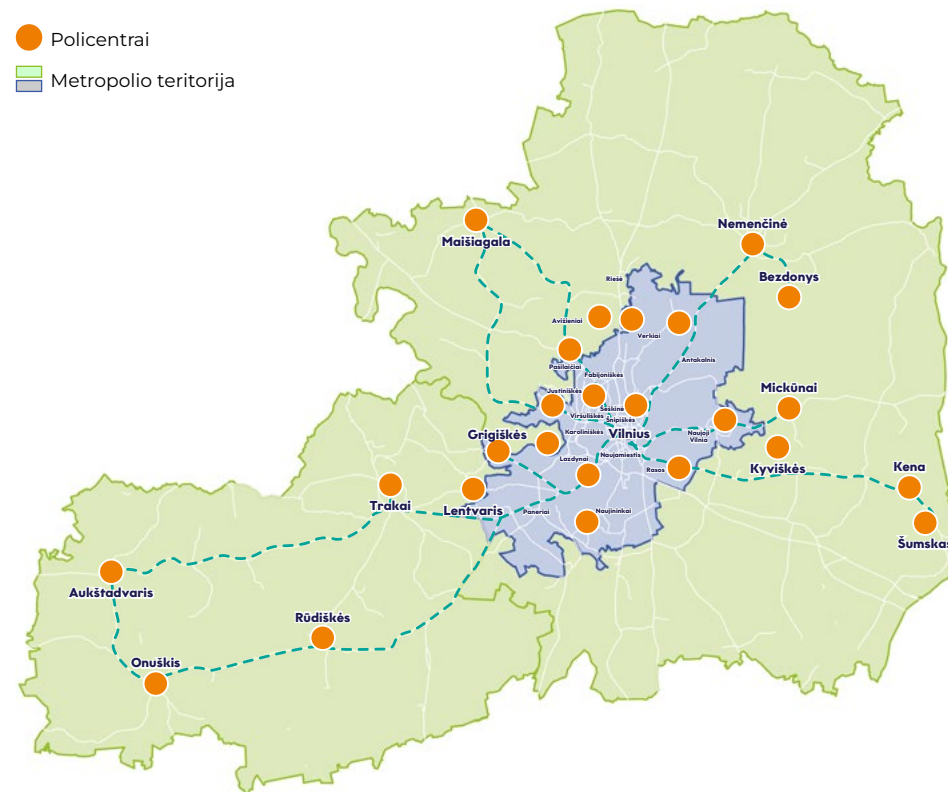 Policentrai
Metropolio teritorija
Maišiagala
Nemenčinė
Bezdonys
Riešė
Avižieniai
Verkiai
Antakalnis
Pašilaičiai
Fabijoniškės
Justiniškės
Mickūnai
Šeškinė
Viršuliškės
Šnipiškės
Karoliniškės
Vilnius
Naujoji
Vilnia
Grigiškės
Kyviškės
Lazdynai
Naujamiestis
Rasos
Kena
Trakai
Lentvaris
Paneriai
Naujininkai
Šumskas
Aukštadvaris
Rūdiškės
Onuškis